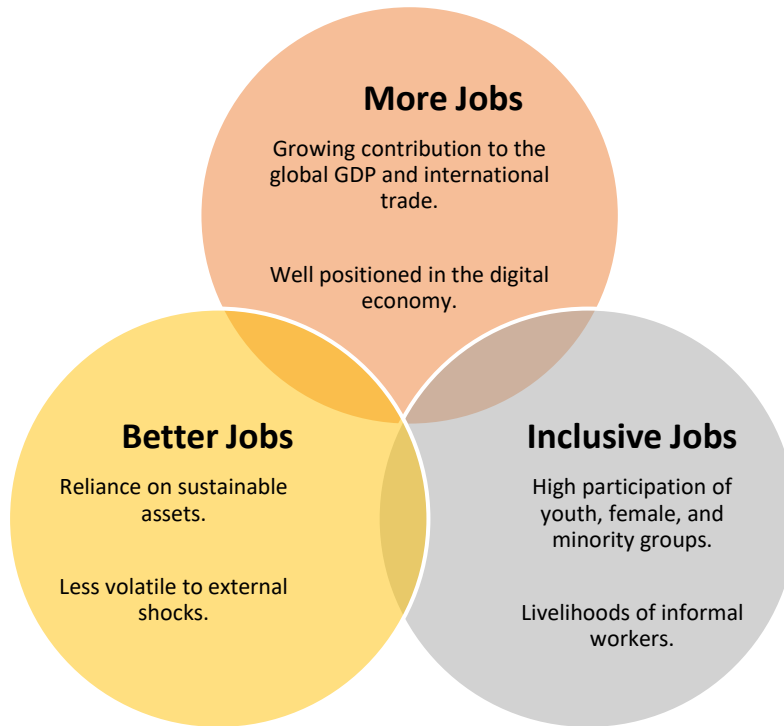 More Jobs
Growing contribution to the
global GDP and international
trade.
Well positioned in the digital
economy.
Better Jobs
Reliance on sustainable
assets.
Less volatile to external
shocks.
Inclusive Jobs
High participation of
youth, female, and
minority groups.
Livelihoods of informal
workers.